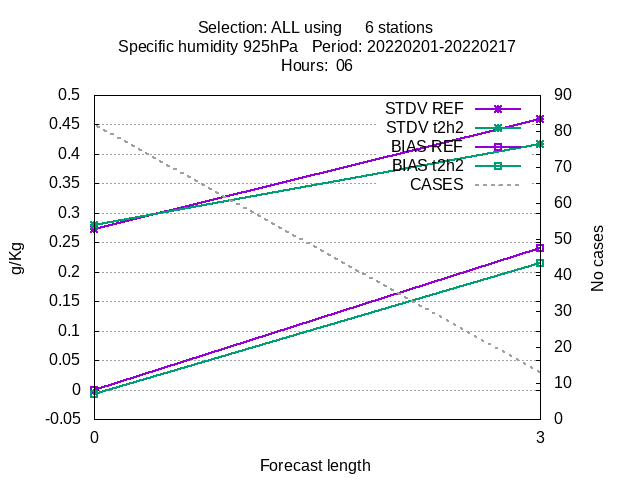 Selection: ALL using     6 stations
Specific humidity 925hPa   Period: 20220201-20220217
Hours:  06
0.5
0.45
0.4
0.35
0.3
0.25
0.2
0.15
0.1
0.05
0
-0.05
90
80
70
60
50
40
30
20
10
0
STDV REF
STDV t2h2
BIAS REF
BIAS t2h2
CASES
g/Kg
No cases
0
3
Forecast length